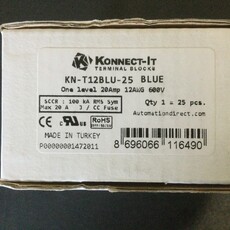 Konnect-It
TERMINAL BLOCKS
KN-T12BLU-25 BLUE
One level 20Amp 12AWG 600V
SCCR : 100 kA RMS Sym
Max 20 A J / CC Fuse
Qty 1 = 25 pcs.
Automationdirect.com
CE
RoHS
MADE IN TURKEY
P00000001472011
8 696066 116490